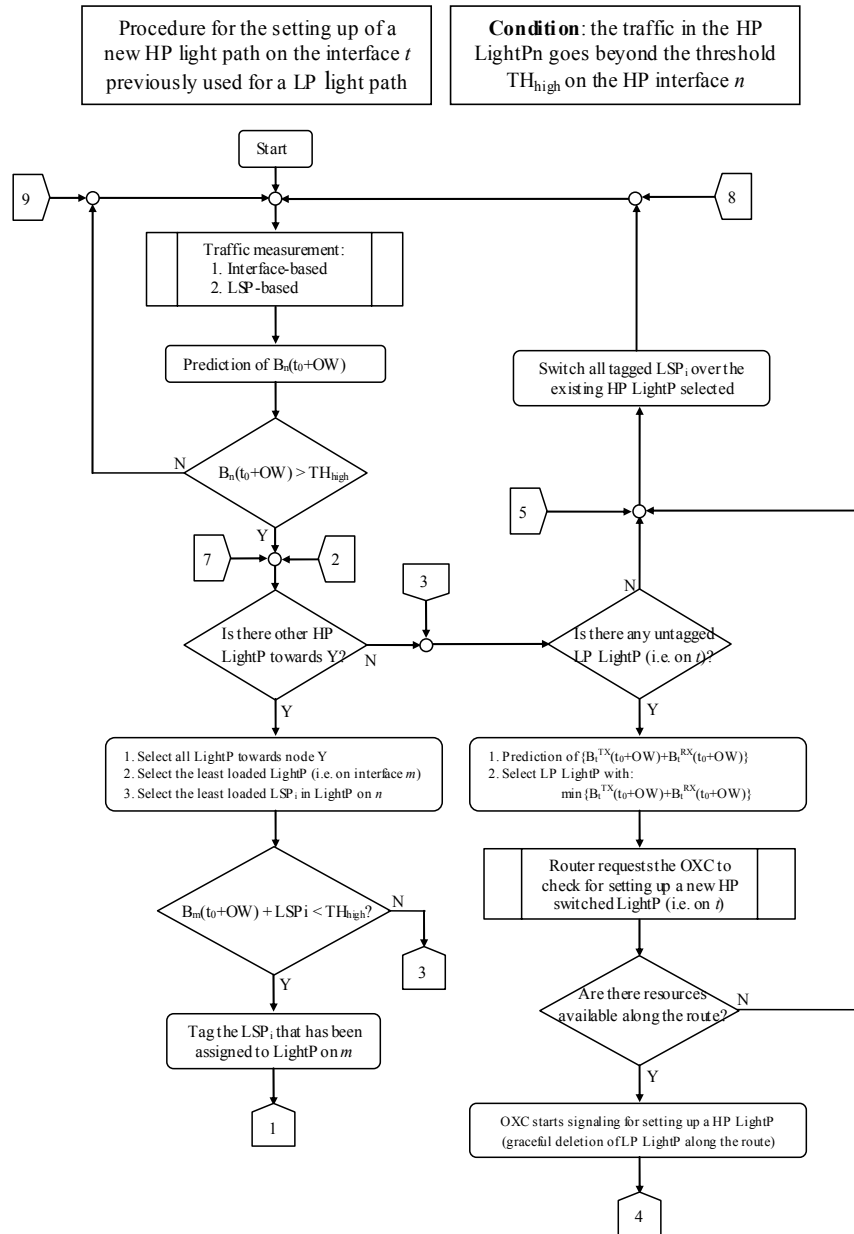 Procedure for the setting up of a
new HP light path on the interface t
previously used for a LP light path
Condition: the traffic in the HP
LightPn goes beyond the threshold
THhigh on the HP interface n
Start
9
8
Traffic measurement:
1. Interface-based
2. LSP-based
Prediction of Bn(t0+OW)
Switch all tagged LSPi over the
existing HP LightP selected
N
Bn(t0+OW) > THhigh
Y
5
7
2
3
N
Is there other HP
LightP towards Y?
N
Y
Is there any untagged
LP LightP (i.e. on t)?
Y
1. Select all LightP towards node Y
2. Select the least loaded LightP (i.e. on interface m)
3. Select the least loaded LSPi in LightP on n
1. Prediction of {BtTX(t0+OW)+BtRX(t0+OW)}
2. Select LP LightP with:
min{BtTX(t0+OW)+BtRX(t0+OW)}
Bm(t0+OW) + LSPi < THhigh?
N
Y
3
Router requests the OXC to
check for setting up a new HP
switched LightP (i.e. on t)
Are there resources
available along the route?
N
Y
Tag the LSPi that has been
assigned to LightP on m
1
OXC starts signaling for setting up a HP LightP
(graceful deletion of LP LightP along the route)
4